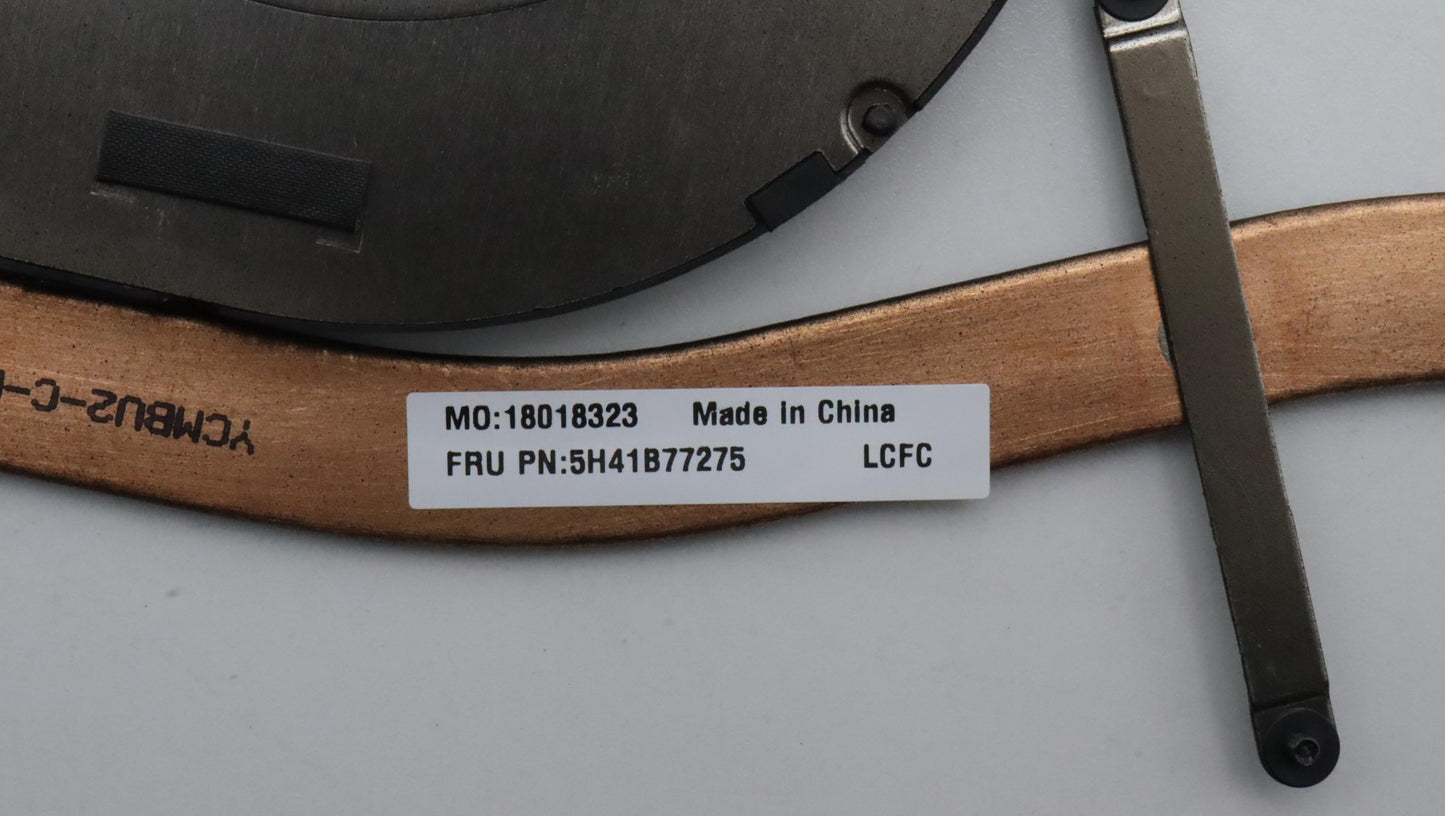 MO:18018323 Made in China
FRU PN:5H41B77275 LCFC
YCMBU2-C-